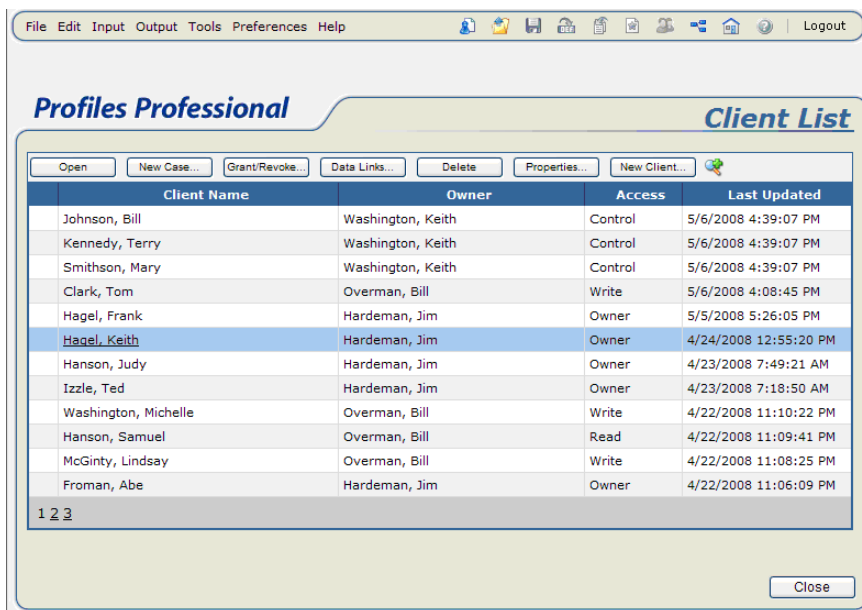 File Edit Input Output Tools Preferences Help Logout
Profiles Professional
Client List
Open New Case... Grant/Revoke... Data Links... Delete Properties... New Client...
Client Name Owner Access Last Updated
Johnson, Bill Washington, Keith Control 5/6/2008 4:39:07 PM
Kennedy, Terry Washington, Keith Control 5/6/2008 4:39:07 PM
Smithson, Mary Washington, Keith Control 5/6/2008 4:39:07 PM
Clark, Tom Overman, Bill Write 5/6/2008 4:08:45 PM
Hagel, Frank Hardeman, Jim Owner 5/5/2008 5:26:05 PM
Hagel, Keith Hardeman, Jim Owner 4/24/2008 12:55:20 PM
Hanson, Judy Hardeman, Jim Owner 4/23/2008 7:49:21 AM
Izzle, Ted Hardeman, Jim Owner 4/23/2008 7:18:50 AM
Washington, Michelle Overman, Bill Write 4/22/2008 11:10:22 PM
Hanson, Samuel Overman, Bill Read 4/22/2008 11:09:41 PM
McGinty, Lindsay Overman, Bill Write 4/22/2008 11:08:25 PM
Froman, Abe Hardeman, Jim Owner 4/22/2008 11:06:09 PM
1 2 3
Close